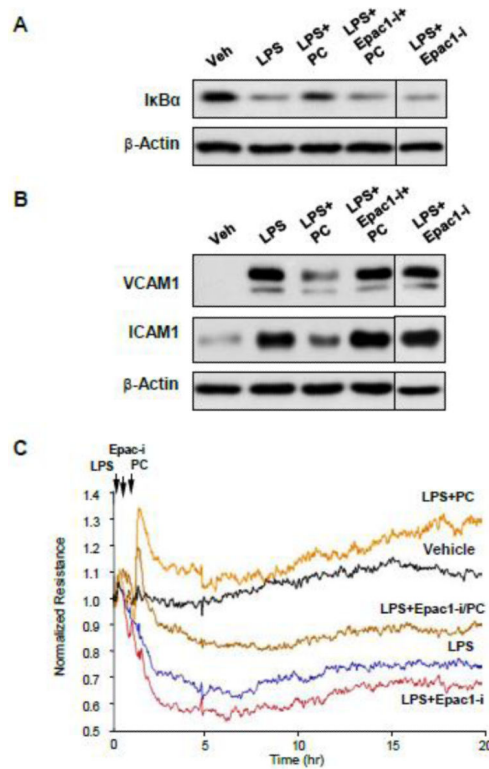 A
Veh
LPS
LPS+
PC
LPS+
Epac1-i+
PC
LPS+
Epac1-i
IκBα
β-Actin
B
Veh
LPS
LPS+
PC
LPS+
Epac1-i+
PC
LPS+
Epac1-i
VCAM1
ICAM1
β-Actin
C
Epac-i
LPS
PC
Normalized Resistance
1.4
1.3
1.2
1.1
1.0
0.9
0.8
0.7
0.6
0.5
LPS+PC
Vehicle
LPS+Epac1-i/PC
LPS
LPS+Epac1-i
0
5
10
15
20
Time (hr)